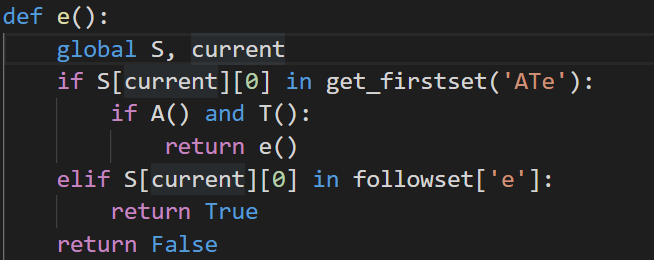 def e():
    global S, current
    if S[current][0] in get_firstset('ATe'):
        if A() and T():
            return e()
    elif S[current][0] in followset['e']:
        return True
    return False